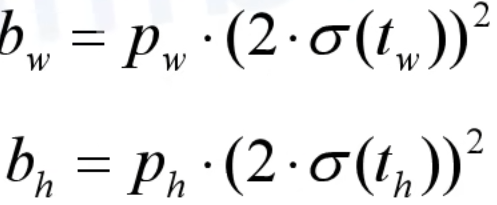 b_w = p_w · (2 · σ(t_w))²
b_h = p_h · (2 · σ(t_h))²